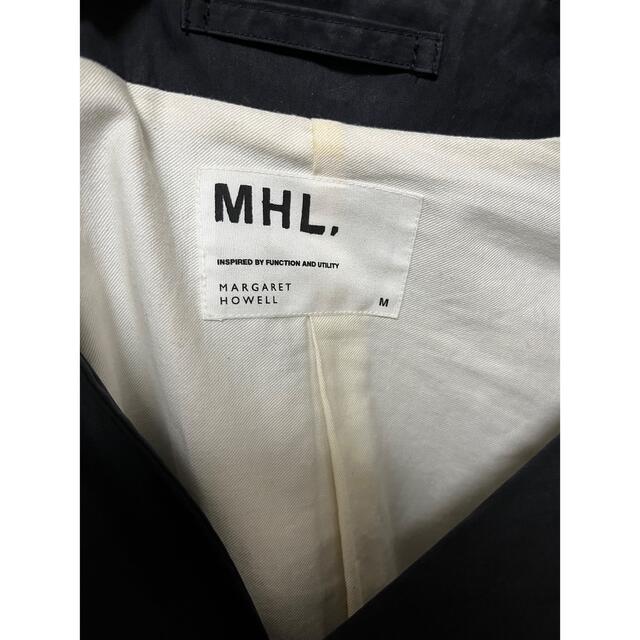 MHL.
INSPIRED BY FUNCTION AND UTILITY
MARGARET
HOWELL
M